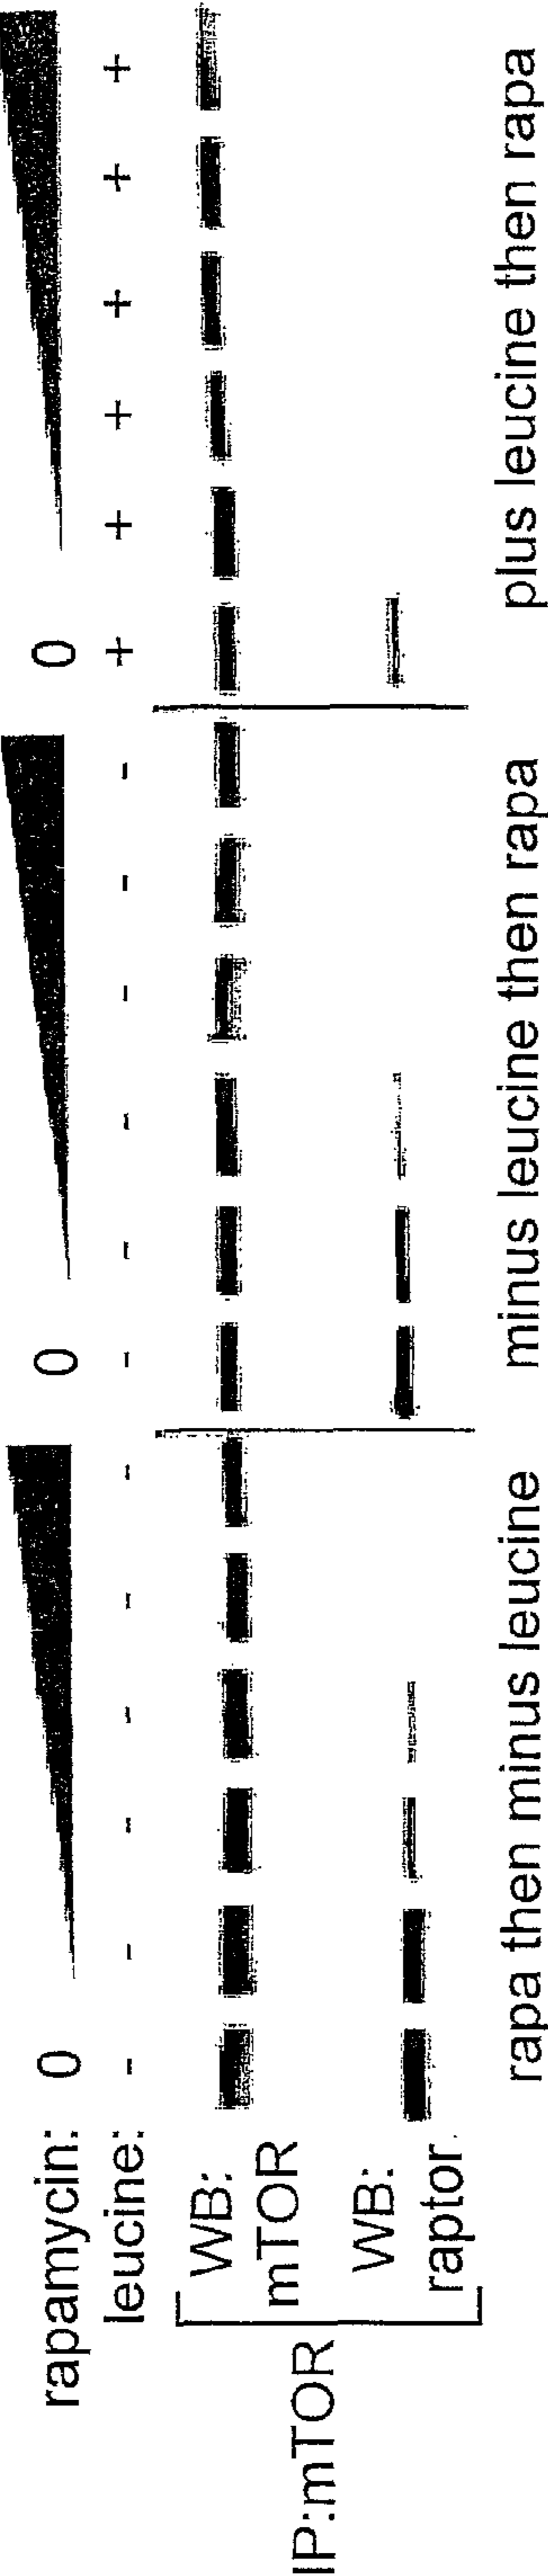 rapamycin: 0 0 0
leucine: - - - - - - - - - - - - + + + + + +
IP:mTOR
WB:
mTOR
WB:
raptor
rapa then minus leucine minus leucine then rapa plus leucine then rapa